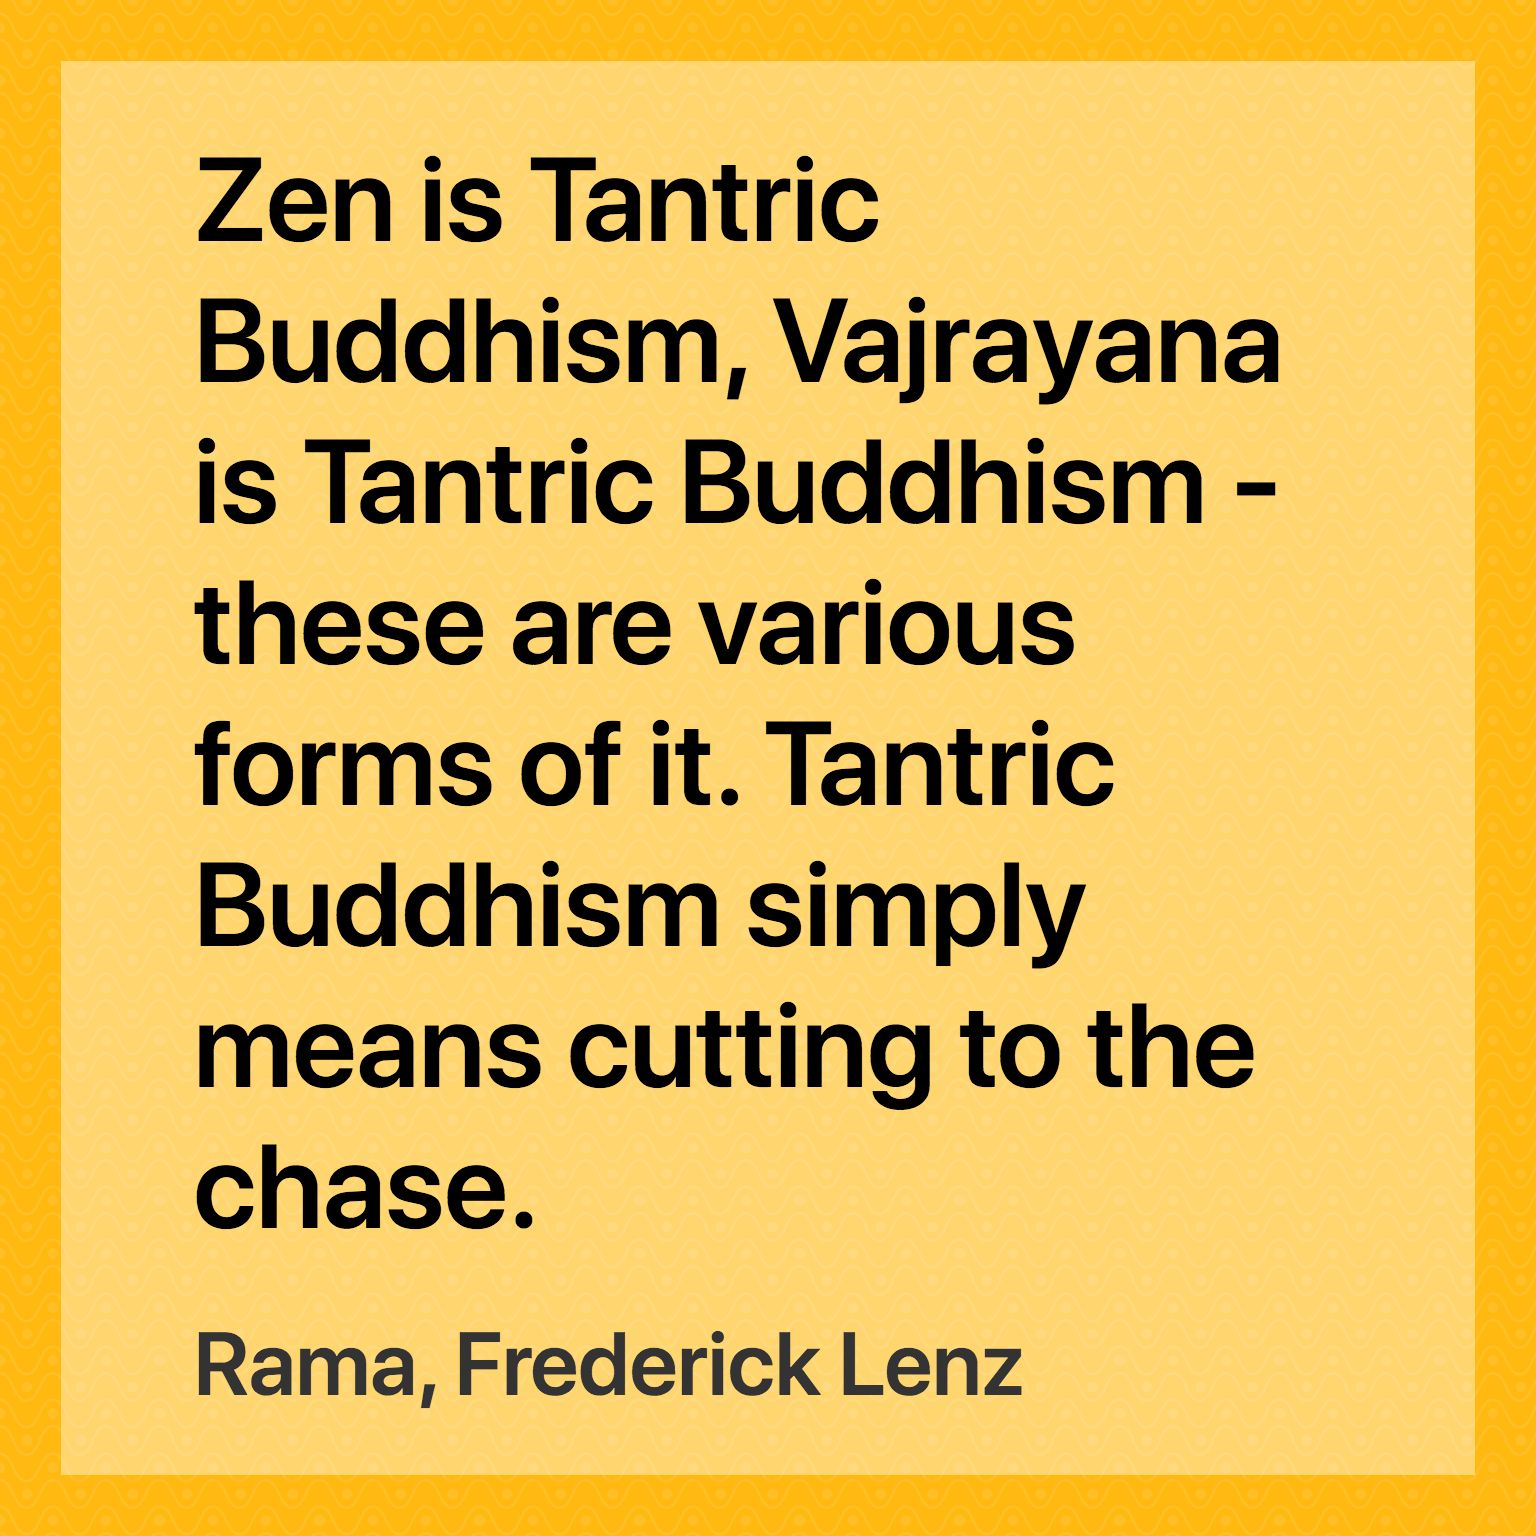 Zen is Tantric
Buddhism, Vajrayana
is Tantric Buddhism -
these are various
forms of it. Tantric
Buddhism simply
means cutting to the
chase.
Rama, Frederick Lenz